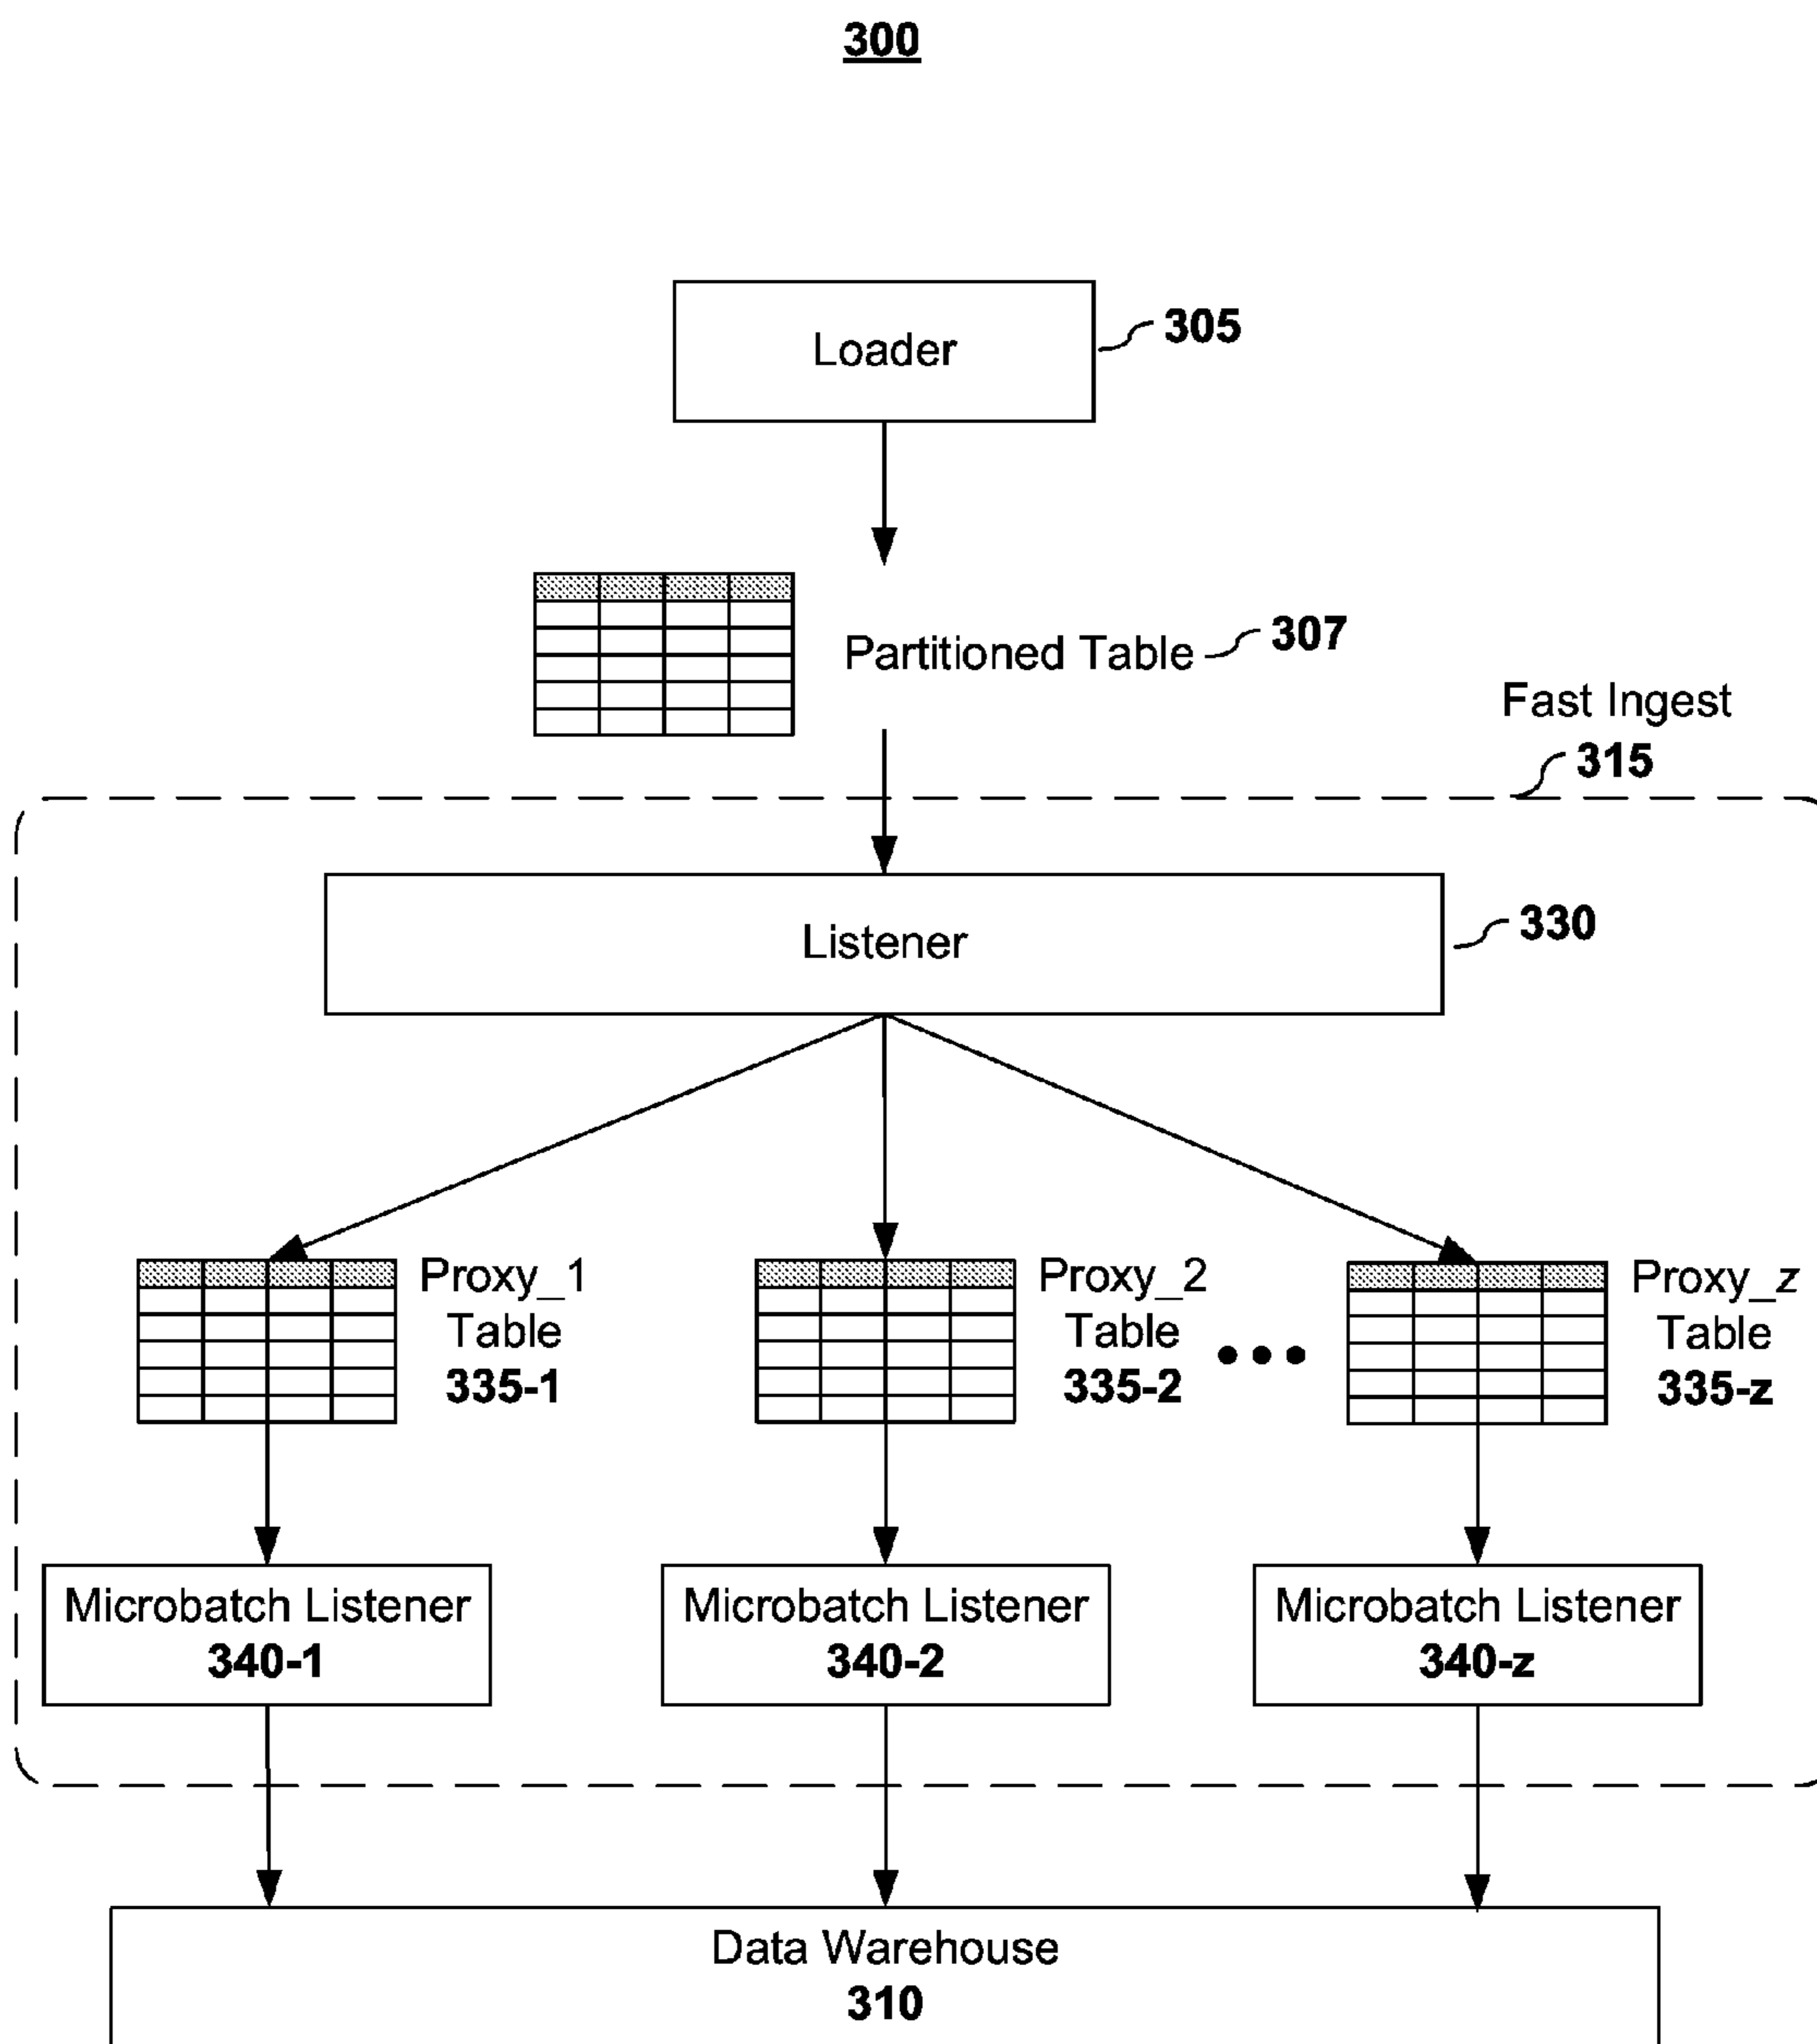 300
Loader
305
Partitioned Table
307
Fast Ingest
315
Listener
330
Proxy_1
Table
335-1
Proxy_2
Table
335-2
Proxy_z
Table
335-z
Microbatch Listener
340-1
Microbatch Listener
340-2
Microbatch Listener
340-z
Data Warehouse
310